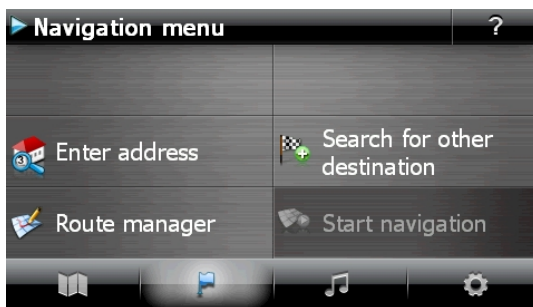 Navigation menu ?
Enter address
Search for other
destination
Route manager
Start navigation